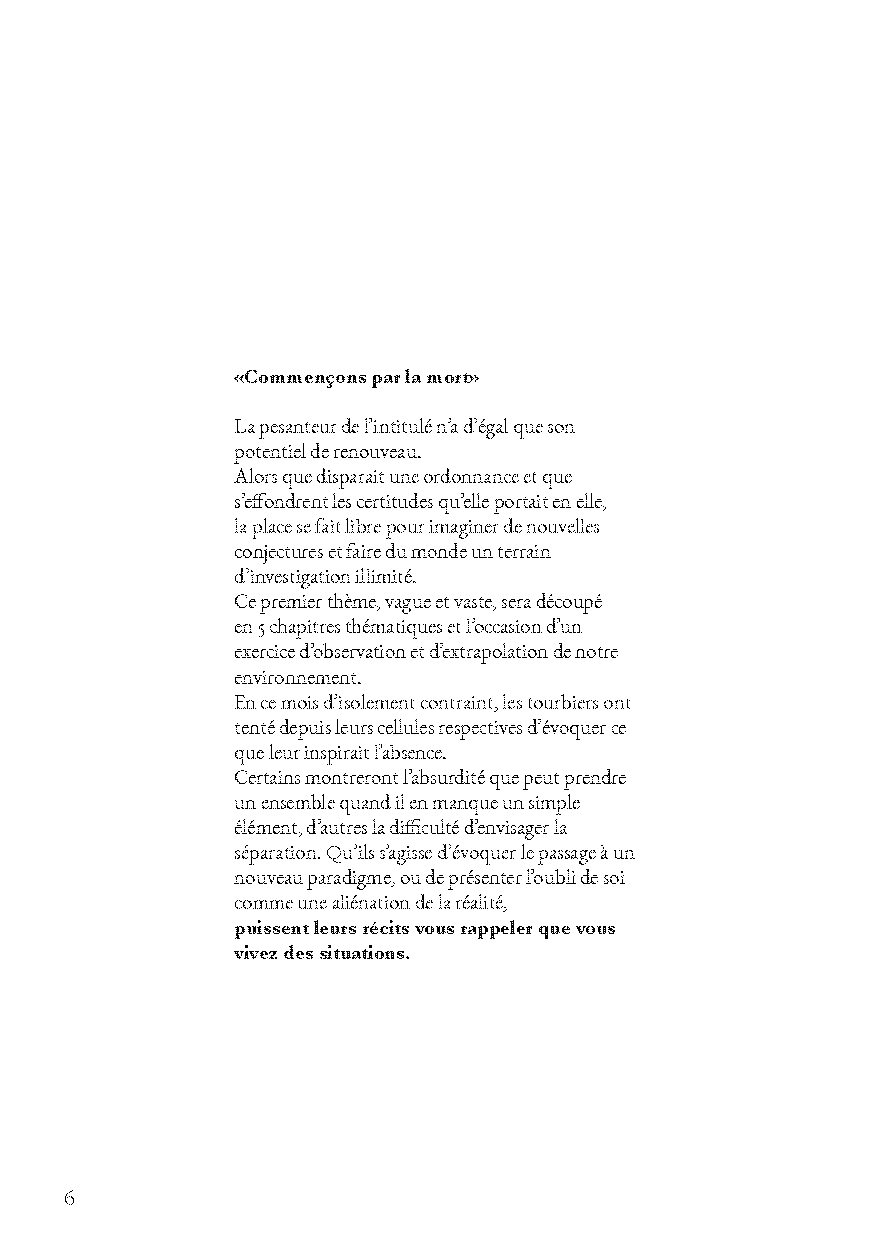 «Commençons par la mort»
La pesanteur de l’intitulé n’a d’égal que son
potentiel de renouveau.
Alors que disparait une ordonnance et que
s’effondrent les certitudes qu’elle portait en elle,
la place se fait libre pour imaginer de nouvelles
conjectures et faire du monde un terrain
d’investigation illimité.
Ce premier thème, vague et vaste, sera découpé
en 5 chapitres thématiques et l’occasion d’un
exercice d’observation et d’extrapolation de notre
environnement.
En ce mois d’isolement contraint, les tourbiers ont
tenté depuis leurs cellules respectives d’évoquer ce
que leur inspirait l’absence.
Certains montreront l’absurdité que peut prendre
un ensemble quand il en manque un simple
élément, d’autres la difficulté d’envisager la
séparation. Qu’ils s’agisse d’évoquer le passage à un
nouveau paradigme, ou de présenter l’oubli de soi
comme une aliénation de la réalité,
puissent leurs récits vous rappeler que vous
vivez des situations.
6